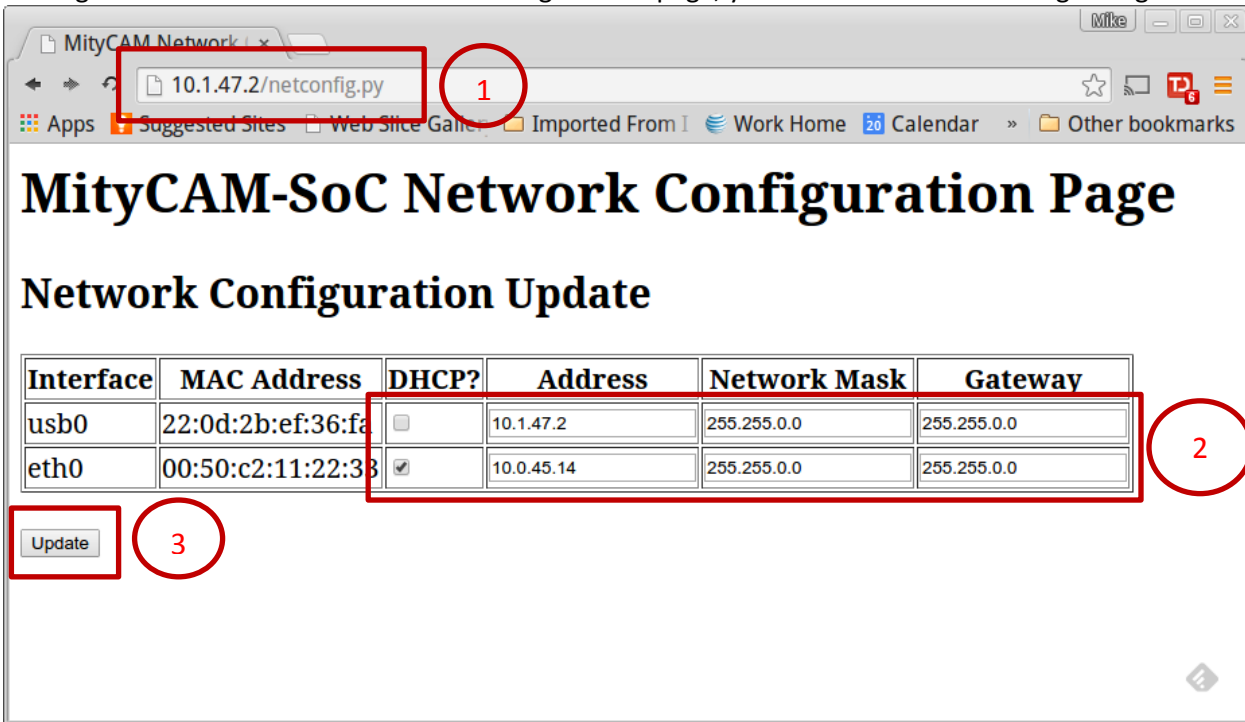 Mike
MityCAM Network C
10.1.47.2/netconfig.py
1
6
Apps Suggested Sites Web Slice Galler Imported From I Work Home 20 Calendar » Other bookmarks
MityCAM-SoC Network Configuration Page
Network Configuration Update
Interface MAC Address DHCP? Address Network Mask Gateway
usb0 22:0d:2b:ef:36:fa 10.1.47.2 255.255.0.0 255.255.0.0
eth0 00:50:c2:11:22:33 10.0.45.14 255.255.0.0 255.255.0.0
2
Update
3